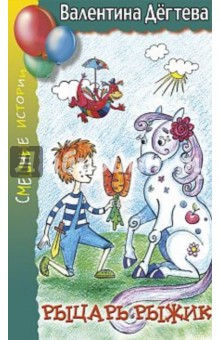 Валентина Дёгтева
СМЕШНЫЕ ИСТОРИИ
РЫЦАРЬ РЫЖИК